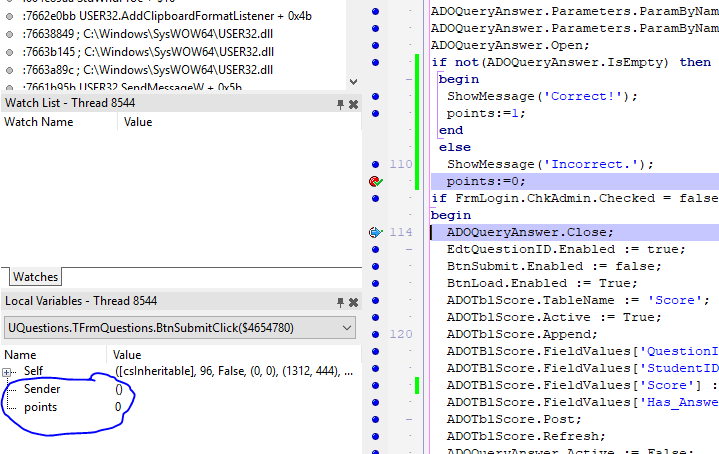 :7662e0bb USER32.AddClipboardFormatListener + 0x4b
:76638849 ; C:\Windows\SysWOW64\USER32.dll
:7663b145 ; C:\Windows\SysWOW64\USER32.dll
:7663a89c ; C:\Windows\SysWOW64\USER32.dll
:7661b95b USER32.SendMessageW + 0x5b
Watch List - Thread 8544
Watch Name Value
Watches
Local Variables - Thread 8544
UQuestions.TFrmQuestions.BtnSubmitClick($4654780)
Name Value
Self ([csInheritable], 96, False, (0, 0), (1312, 444), ...
Sender ()
points 0
ADOQueryAnswer.Parameters.ParamByNam
ADOQueryAnswer.Parameters.ParamByNam
ADOQueryAnswer.Open;
if not(ADOQueryAnswer.IsEmpty) then
begin
ShowMessage('Correct!');
points:=1;
end
else
110 ShowMessage('Incorrect.');
points:=0;
if FrmLogin.ChkAdmin.Checked = false
begin
114 ADOQueryAnswer.Close;
EdtQuestionID.Enabled := true;
BtnSubmit.Enabled := false;
BtnLoad.Enabled := True;
ADOTblScore.TableName := 'Score';
ADOTblScore.Active := True;
120 ADOTblScore.Append;
ADOTblScore.FieldValues['QuestionI
ADOTblScore.FieldValues['StudentID
ADOTblScore.FieldValues['Score'] :
ADOTblScore.FieldValues['Has_Answe
ADOTblScore.Post;
ADOTblScore.Refresh;
ADOQueryAnswer.Active := False;